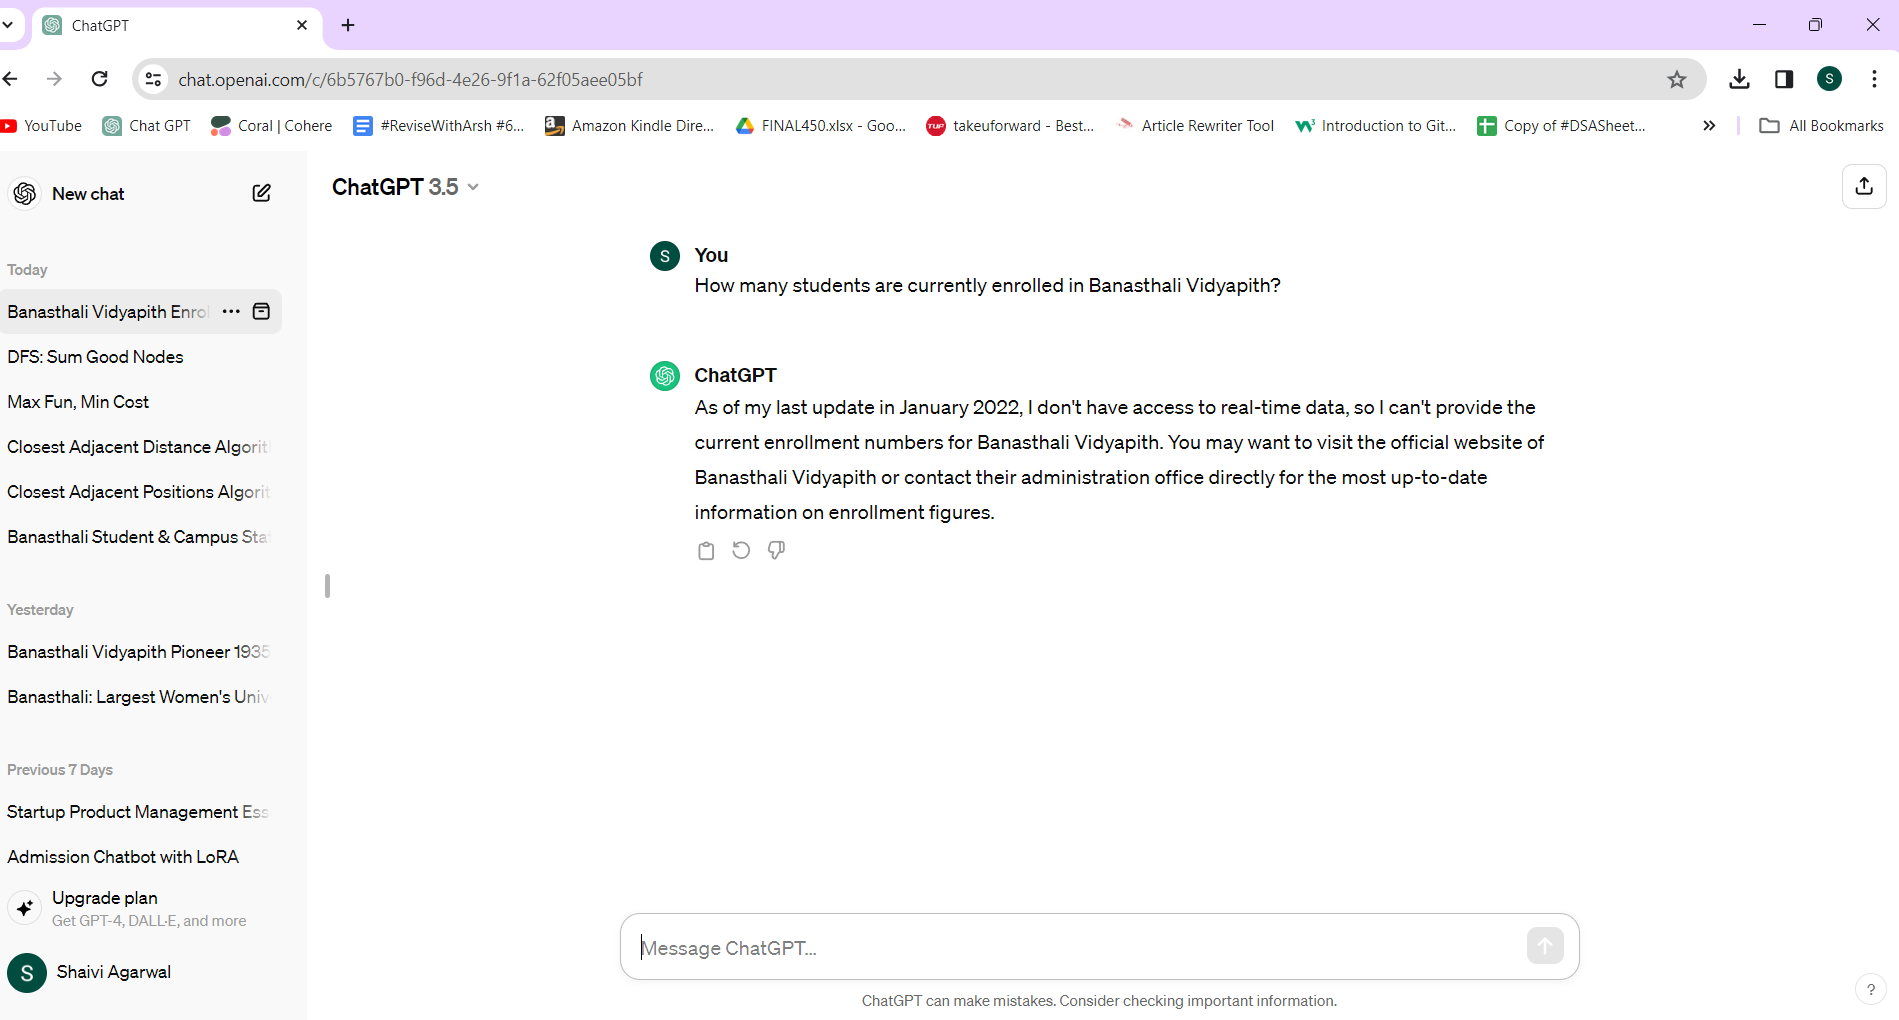 ChatGPT
chat.openai.com/c/6b5767b0-f96d-4e26-9f1a-62f05aee05bf
YouTube Chat GPT Coral | Cohere #ReviseWithArsh #6... Amazon Kindle Dire... FINAL450.xlsx - Goo... TUF takeuforward - Best... Article Rewriter Tool Introduction to Git... Copy of #DSASheet... All Bookmarks
New chat
Today
Banasthali Vidyapith Enrol
DFS: Sum Good Nodes
Max Fun, Min Cost
Closest Adjacent Distance Algorit
Closest Adjacent Positions Algorit
Banasthali Student & Campus Sta
Yesterday
Banasthali Vidyapith Pioneer 1935
Banasthali: Largest Women's Univ
Previous 7 Days
Startup Product Management Ess
Admission Chatbot with LoRA
Upgrade plan
Get GPT-4, DALL·E, and more
S Shaivi Agarwal
ChatGPT 3.5
S You
How many students are currently enrolled in Banasthali Vidyapith?
ChatGPT
As of my last update in January 2022, I don't have access to real-time data, so I can't provide the
current enrollment numbers for Banasthali Vidyapith. You may want to visit the official website of
Banasthali Vidyapith or contact their administration office directly for the most up-to-date
information on enrollment figures.
Message ChatGPT...
ChatGPT can make mistakes. Consider checking important information.
?